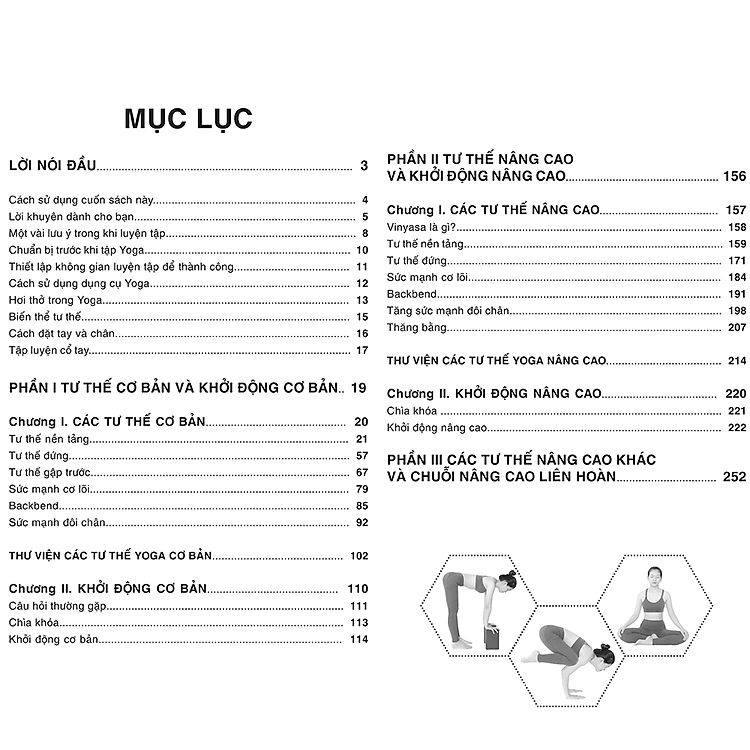 MỤC LỤC
LỜI NÓI ĐẦU.......... 3
Cách sử dụng cuốn sách này.......... 4
Lời khuyên dành cho bạn.......... 5
Một vài lưu ý trong khi luyện tập.......... 8
Chuẩn bị trước khi tập Yoga.......... 10
Thiết lập không gian luyện tập để thành công.......... 11
Cách sử dụng dụng cụ Yoga.......... 12
Hơi thở trong Yoga.......... 13
Biến thể tư thế.......... 15
Cách đặt tay và chân.......... 16
Tập luyện cổ tay.......... 17
PHẦN I TƯ THẾ CƠ BẢN VÀ KHỞI ĐỘNG CƠ BẢN.. 19
Chương I. CÁC TƯ THẾ CƠ BẢN.......... 20
Tư thế nền tảng.......... 21
Tư thế đứng.......... 57
Tư thế gập trước.......... 67
Sức mạnh cơ lõi.......... 79
Backbend.......... 85
Sức mạnh đôi chân.......... 92
THƯ VIỆN CÁC TƯ THẾ YOGA CƠ BẢN.......... 102
Chương II. KHỞI ĐỘNG CƠ BẢN.......... 110
Câu hỏi thường gặp.......... 111
Chìa khóa.......... 113
Khởi động cơ bản.......... 114
PHẦN II TƯ THẾ NÂNG CAO
VÀ KHỞI ĐỘNG NÂNG CAO.......... 156
Chương I. CÁC TƯ THẾ NÂNG CAO.......... 157
Vinyasa là gì?.......... 158
Tư thế nền tảng.......... 159
Tư thế đứng.......... 171
Sức mạnh cơ lõi.......... 184
Backbend.......... 191
Tăng sức mạnh đôi chân.......... 198
Thăng bằng.......... 207
THƯ VIỆN CÁC TƯ THẾ YOGA NÂNG CAO.......... 214
Chương II. KHỞI ĐỘNG NÂNG CAO.......... 220
Chìa khóa .......... 221
Khởi động nâng cao.......... 222
PHẦN III CÁC TƯ THẾ NÂNG CAO KHÁC
VÀ CHUỖI NÂNG CAO LIÊN HOÀN.......... 252